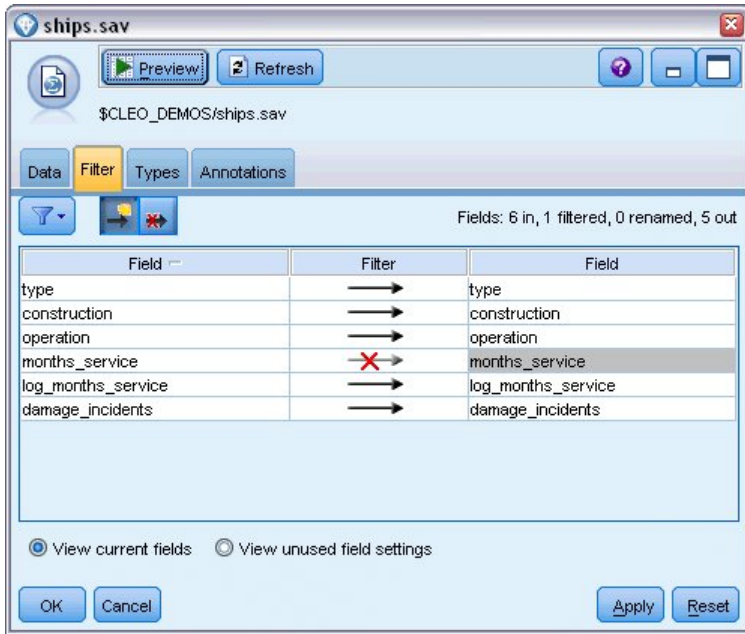 ships.sav
Preview Refresh
$CLEO_DEMOS/ships.sav
Data Filter Types Annotations
Fields: 6 in, 1 filtered, 0 renamed, 5 out
Field Filter Field
type type
construction construction
operation operation
months_service months_service
log_months_service log_months_service
damage_incidents damage_incidents
View current fields View unused field settings
OK Cancel Apply Reset